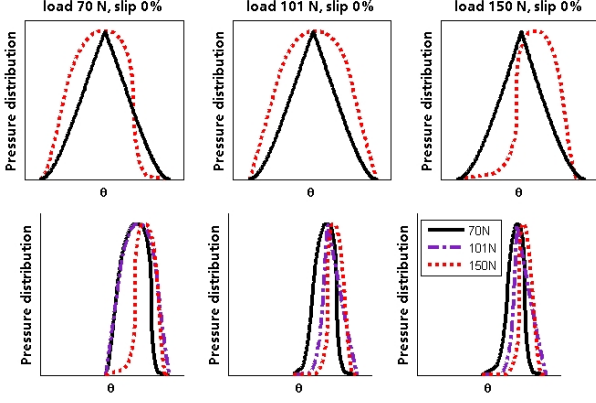 load 70 N, slip 0%
load 101 N, slip 0%
load 150 N, slip 0%
Pressure distribution
Pressure distribution
Pressure distribution
θ
θ
θ
Pressure distribution
Pressure distribution
Pressure distribution
70N
101N
150N
θ
θ
θ